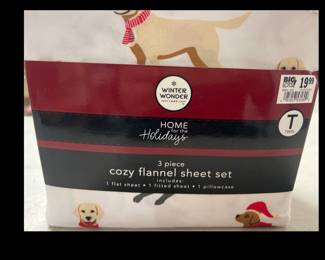 WINTER
WONDER
BIG
19.99
HOME
for the
Holidays
T
3 piece
cozy flannel sheet set
includes:
1 flat sheet • 1 fitted sheet • 1 pillowcase